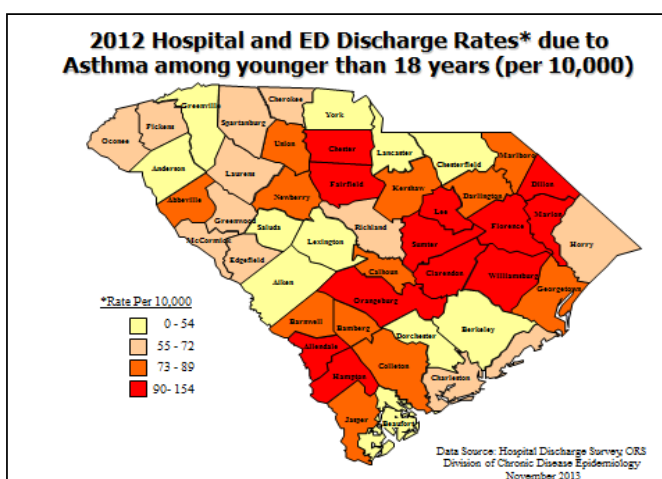 2012 Hospital and ED Discharge Rates* due to
Asthma among younger than 18 years (per 10,000)
Cherokee
Greenville
Spartanburg
York
Pickens
Oconee
Union
Chester
Lancaster
Chesterfield
Marlboro
Anderson
Laurens
Fairfield
Kershaw
Darlington
Dillon
Abbeville
Newberry
Lee
Marion
Greenwood
Saluda
Richland
Florence
McCormick
Lexington
Sumter
Horry
Edgefield
Calhoun
Clarendon
Williamsburg
Aiken
Orangeburg
Georgetown
*Rate Per 10,000
0 - 54
55 - 72
73 - 89
90- 154
Barnwell
Bamberg
Dorchester
Berkeley
Allendale
Colleton
Hampton
Charleston
Jasper
Beaufort
Data Source: Hospital Discharge Survey, ORS
Division of Chronic Disease Epidemiology
November 2013